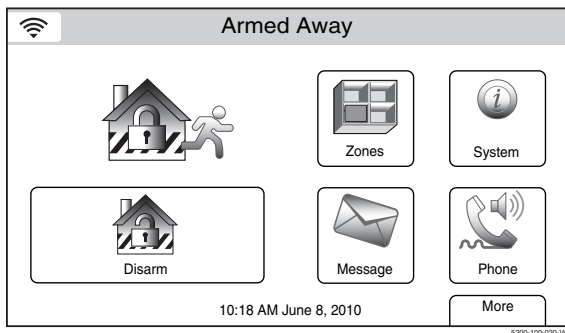 Armed Away
Zones
System
Disarm
Message
Phone
10:18 AM June 8, 2010
More